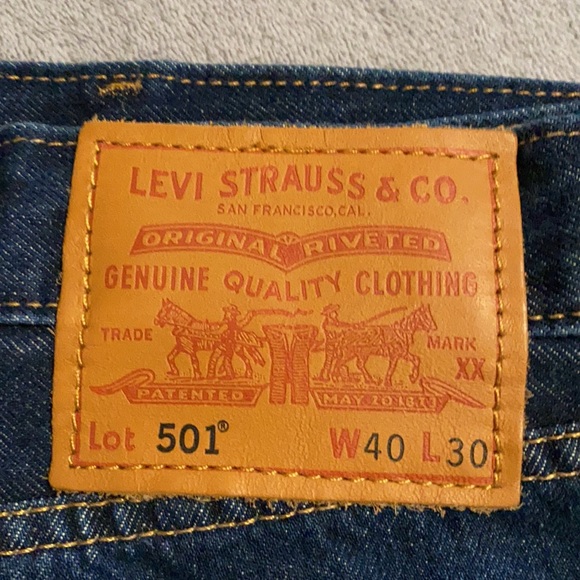 LEVI STRAUSS & CO.
SAN FRANCISCO, CAL.
ORIGINAL RIVETED
GENUINE QUALITY CLOTHING
TRADE MARK
XX
PATENTED MAY 20 1873
Lot 501® W40 L30